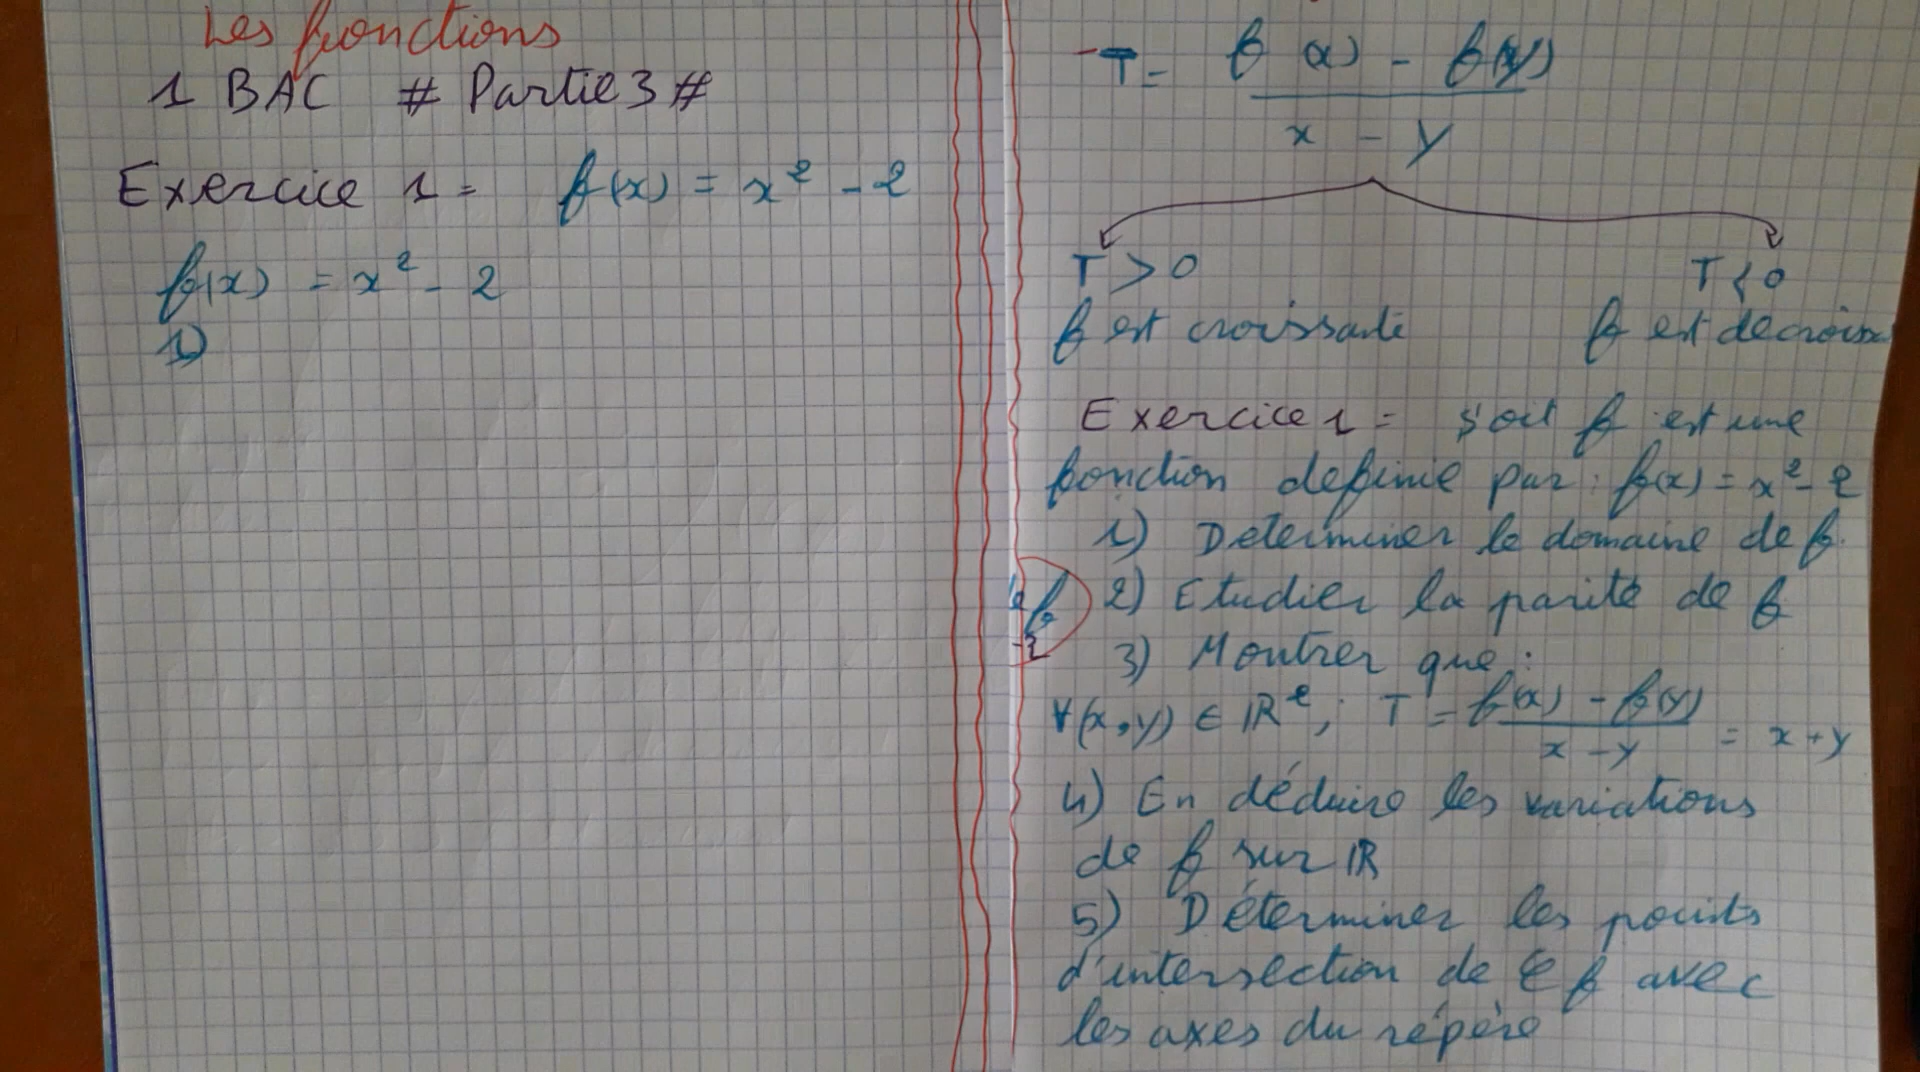 Les fonctions
1 BAC # Partie 3 #
Exercice 1 = f(x) = x² - 2
f(x) = x² - 2
1)
T = f(x) - f(y)
x - y
T > 0 T < 0
f est croissante f est decroiss
Exercice 1 = soit f est une
fonction definie par : f(x) = x² - 2
1) Determiner le domaine de f.
2) Etudier la parité de f
3) Montrer que :
∀(x,y) ∈ IR² ; T = f(x) - f(y) / x - y = x + y
4) En déduire les variations
de f sur IR
5) Déterminer les points
d'intersection de C f avec
les axes du répère